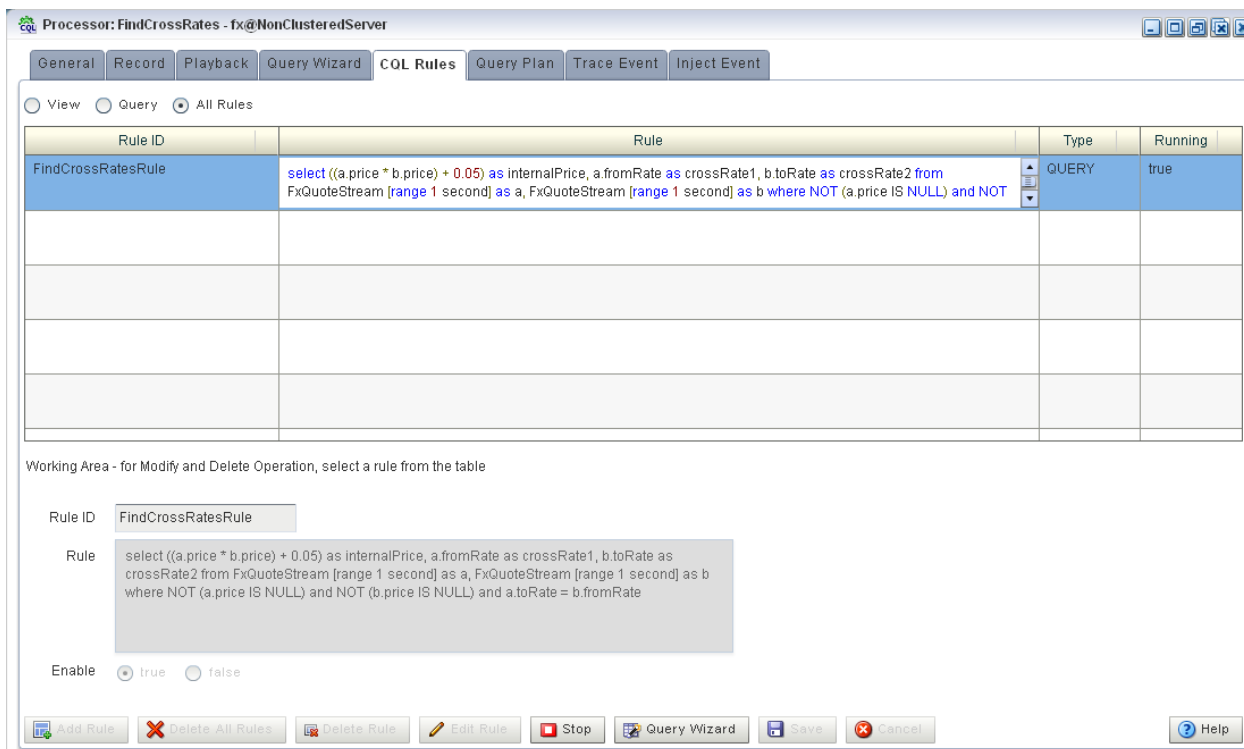 CQL Processor: FindCrossRates - fx@NonClusteredServer
General Record Playback Query Wizard CQL Rules Query Plan Trace Event Inject Event
View Query All Rules
Rule ID Rule Type Running
FindCrossRatesRule select ((a.price * b.price) + 0.05) as internalPrice, a.fromRate as crossRate1, b.toRate as crossRate2 from QUERY true
FxQuoteStream [range 1 second] as a, FxQuoteStream [range 1 second] as b where NOT (a.price IS NULL) and NOT
Working Area - for Modify and Delete Operation, select a rule from the table
Rule ID FindCrossRatesRule
Rule select ((a.price * b.price) + 0.05) as internalPrice, a.fromRate as crossRate1, b.toRate as
crossRate2 from FxQuoteStream [range 1 second] as a, FxQuoteStream [range 1 second] as b
where NOT (a.price IS NULL) and NOT (b.price IS NULL) and a.toRate = b.fromRate
Enable true false
Add Rule Delete All Rules Delete Rule Edit Rule Stop Query Wizard Save Cancel Help